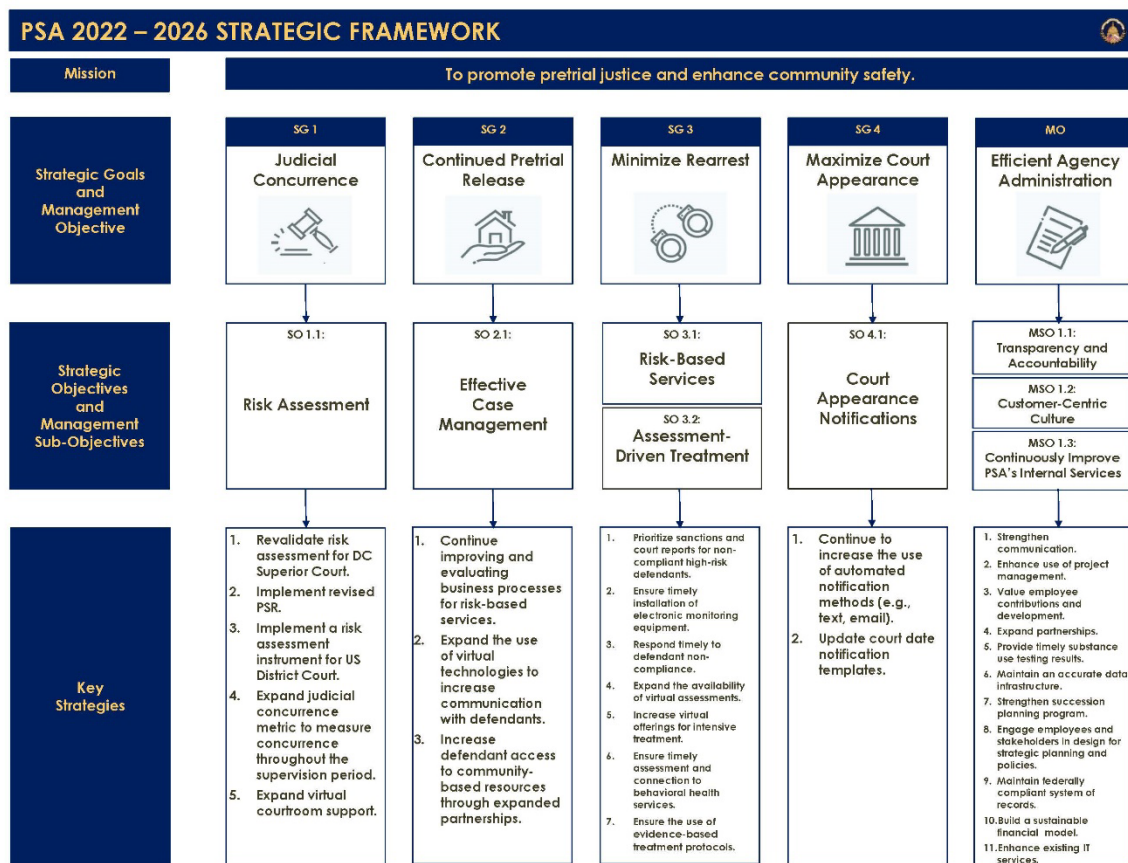 PSA 2022 – 2026 STRATEGIC FRAMEWORK
Mission
To promote pretrial justice and enhance community safety.
Strategic Goals
and
Management
Objective
SG 1
Judicial
Concurrence
SG 2
Continued Pretrial
Release
SG 3
Minimize Rearrest
SG 4
Maximize Court
Appearance
MO
Efficient Agency
Administration
Strategic
Objectives
and
Management
Sub-Objectives
SO 1.1:
Risk Assessment
SO 2.1:
Effective
Case
Management
SO 3.1:
Risk-Based
Services
SO 3.2:
Assessment-
Driven Treatment
SO 4.1:
Court
Appearance
Notifications
MSO 1.1:
Transparency and
Accountability
MSO 1.2:
Customer-Centric
Culture
MSO 1.3:
Continuously Improve
PSA's Internal Services
Key
Strategies
1. Revalidate risk
assessment for DC
Superior Court.
2. Implement revised
PSR.
3. Implement a risk
assessment
instrument for US
District Court.
4. Expand judicial
concurrence
metric to measure
concurrence
throughout the
supervision period.
5. Expand virtual
courtroom support.
1. Continue
improving and
evaluating
business processes
for risk-based
services.
2. Expand the use
of virtual
technologies to
increase
communication
with defendants.
3. Increase
defendant access
to community-
based resources
through expanded
partnerships.
1. Prioritize sanctions and
court reports for non-
compliant high-risk
defendants.
2. Ensure timely
installation of
electronic monitoring
equipment.
3. Respond timely to
defendant non-
compliance.
4. Expand the availability
of virtual assessments.
5. Increase virtual
offerings for intensive
treatment.
6. Ensure timely
assessment and
connection to
behavioral health
services.
7. Ensure the use of
evidence-based
treatment protocols.
1. Continue to
increase the use
of automated
notification
methods (e.g.,
text, email).
2. Update court date
notification
templates.
1. Strengthen
communication.
2. Enhance use of project
management.
3. Value employee
contributions and
development.
4. Expand partnerships.
5. Provide timely substance
use testing results.
6. Maintain an accurate data
infrastructure.
7. Strengthen succession
planning program.
8. Engage employees and
stakeholders in design for
strategic planning and
policies.
9. Maintain federally
compliant system of
records.
10. Build a sustainable
financial model.
11. Enhance existing IT
services.